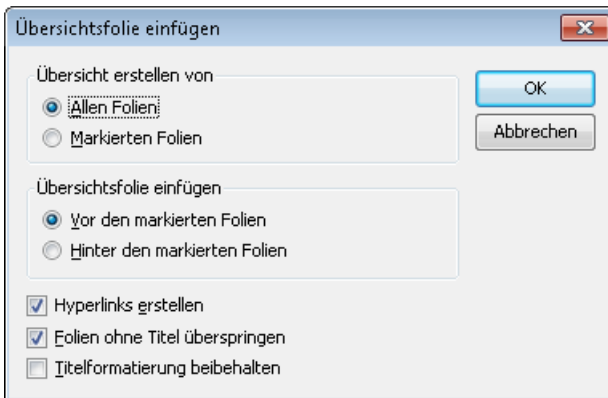 Übersichtsfolie einfügen
Übersicht erstellen von
Allen Folien
Markierten Folien
OK
Abbrechen
Übersichtsfolie einfügen
Vor den markierten Folien
Hinter den markierten Folien
Hyperlinks erstellen
Folien ohne Titel überspringen
Titelformatierung beibehalten